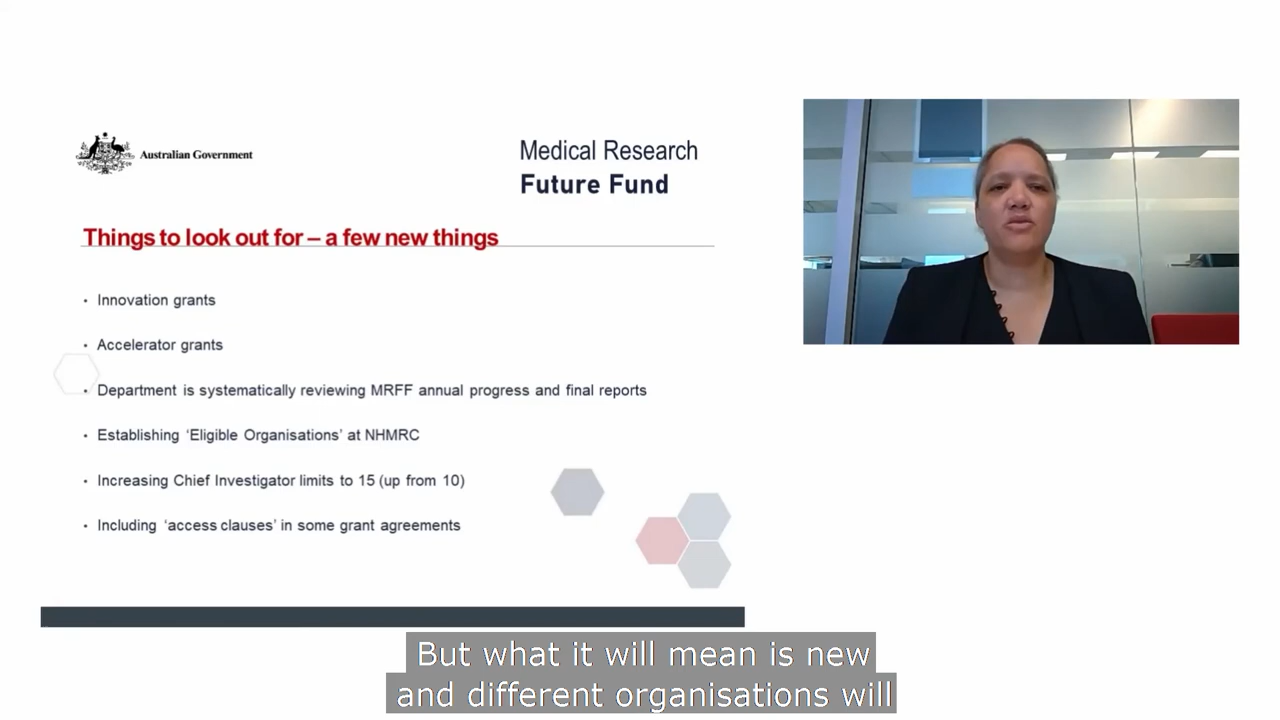 Australian Government
Medical Research
Future Fund
Things to look out for – a few new things
• Innovation grants
• Accelerator grants
• Department is systematically reviewing MRFF annual progress and final reports
• Establishing ‘Eligible Organisations’ at NHMRC
• Increasing Chief Investigator limits to 15 (up from 10)
• Including ‘access clauses’ in some grant agreements
But what it will mean is new
and different organisations will